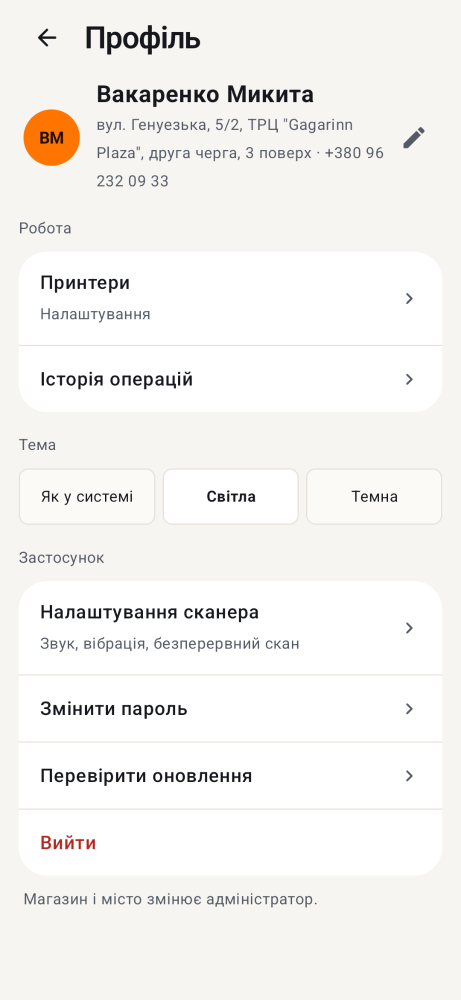 Профіль
Вакаренко Микита
ВМ
вул. Генуезька, 5/2, ТРЦ "Gagarinn
Plaza", друга черга, 3 поверх · +380 96
232 09 33
Робота
Принтери
Налаштування
Історія операцій
Тема
Як у системі
Світла
Темна
Застосунок
Налаштування сканера
Звук, вібрація, безперервний скан
Змінити пароль
Перевірити оновлення
Вийти
Магазин і місто змінює адміністратор.